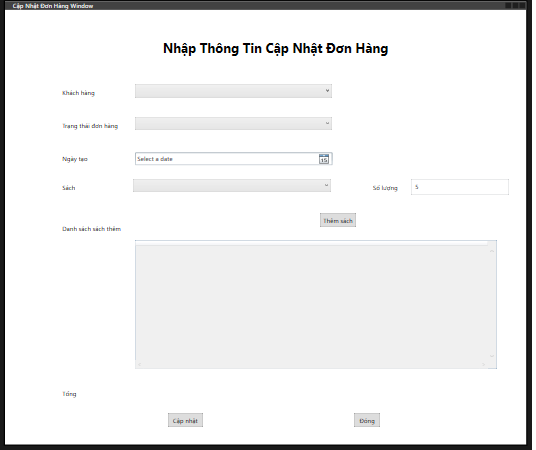 Cập Nhật Đơn Hàng Window
Nhập Thông Tin Cập Nhật Đơn Hàng
Khách hàng
Trạng thái đơn hàng
Ngày tạo
Select a date
15
Sách
Số lượng
5
Thêm sách
Danh sách sách thêm
Tổng
Cập nhật
Đóng